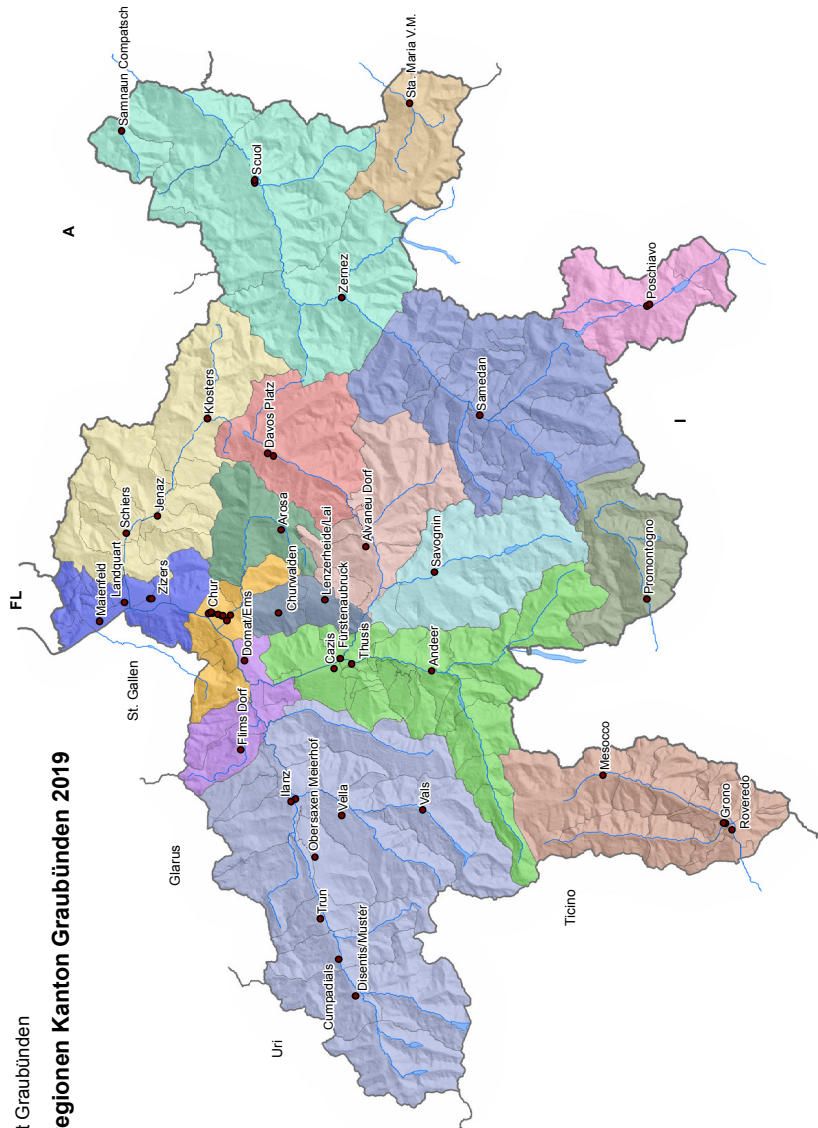 t Graubünden
egionen Kanton Graubünden 2019
FL
A
I
St. Gallen
Glarus
Uri
Ticino
Samnaun Compatsch
Sta. Maria V.M.
Scuol
Zernez
Poschiavo
Klosters
Davos Platz
Samedan
Schiers
Jenaz
Arosa
Alvaneu Dorf
Savognin
Promontogno
Maienfeld
Landquart
Zizers
Chur
Domat/Ems
Churwalden
Lenzerheide/Lai
Cazis
Fürstenaubruck
Thusis
Andeer
Flims Dorf
Ilanz
Obersaxen Meierhof
Vella
Vals
Trun
Cumpadials
Disentis/Mustér
Mesocco
Grono
Roveredo